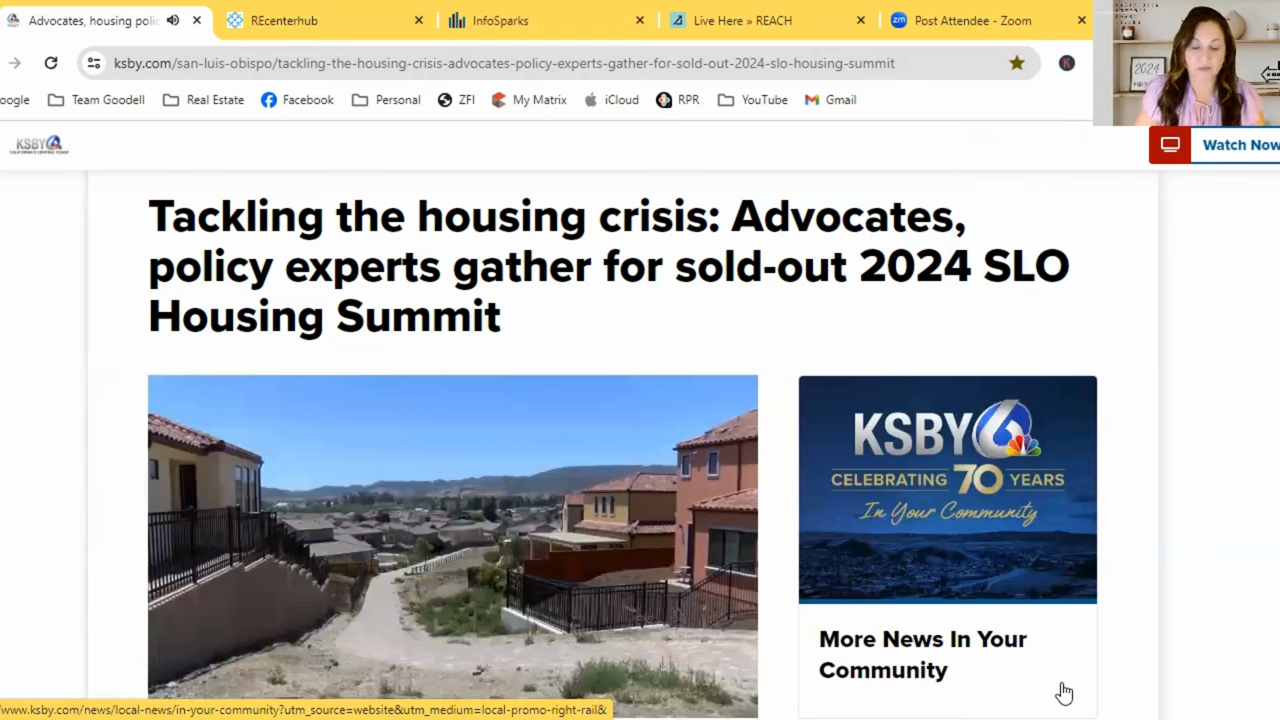 Advocates, housing polic
REcenterhub
InfoSparks
Live Here » REACH
zm Post Attendee - Zoom
ksby.com/san-luis-obispo/tackling-the-housing-crisis-advocates-policy-experts-gather-for-sold-out-2024-slo-housing-summit
K
oogle
Team Goodell
Real Estate
Facebook
Personal
ZFI
My Matrix
iCloud
RPR
YouTube
Gmail
2024
KSBY6
Watch Now
Tackling the housing crisis: Advocates,
policy experts gather for sold-out 2024 SLO
Housing Summit
KSBY6
CELEBRATING 70 YEARS
In Your Community
More News In Your
Community
www.ksby.com/news/local-news/in-your-community?utm_source=website&utm_medium=local-promo-right-rail&